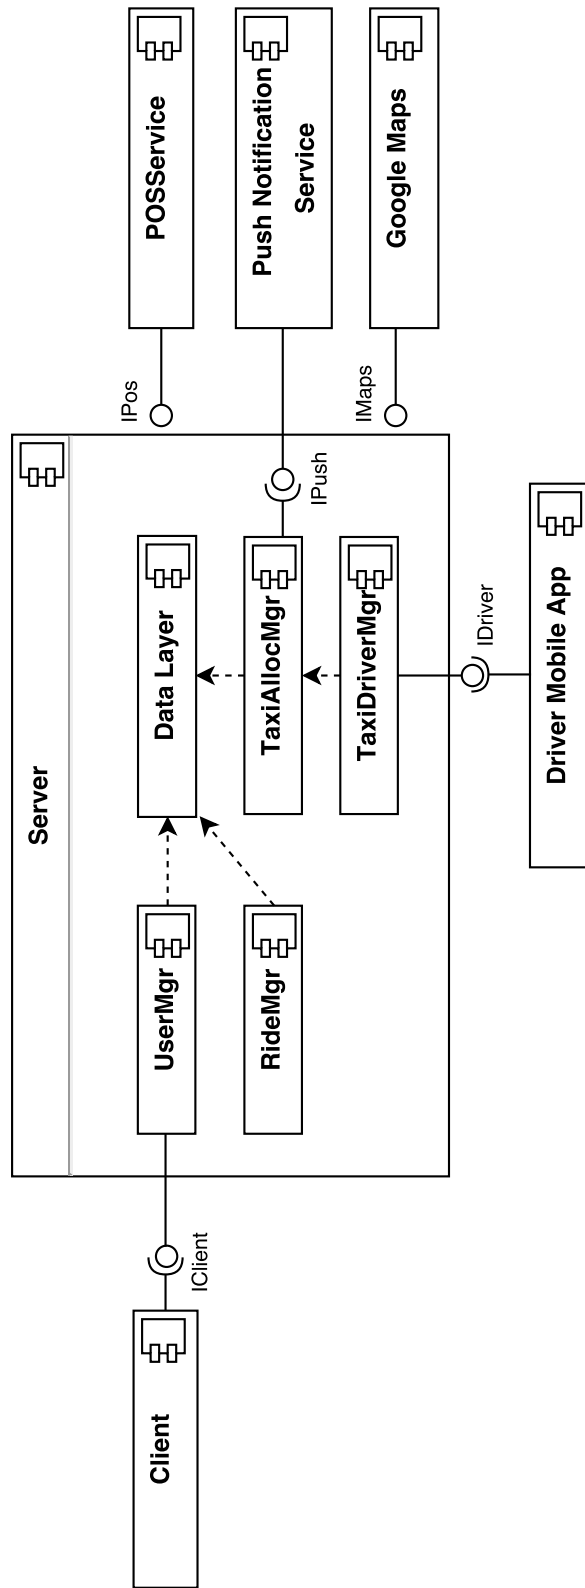 Server
Client
IClient
UserMgr
RideMgr
Data Layer
TaxiAllocMgr
TaxiDriverMgr
IPush
IDriver
Driver Mobile App
IPos
IMaps
POSService
Push Notification
Service
Google Maps